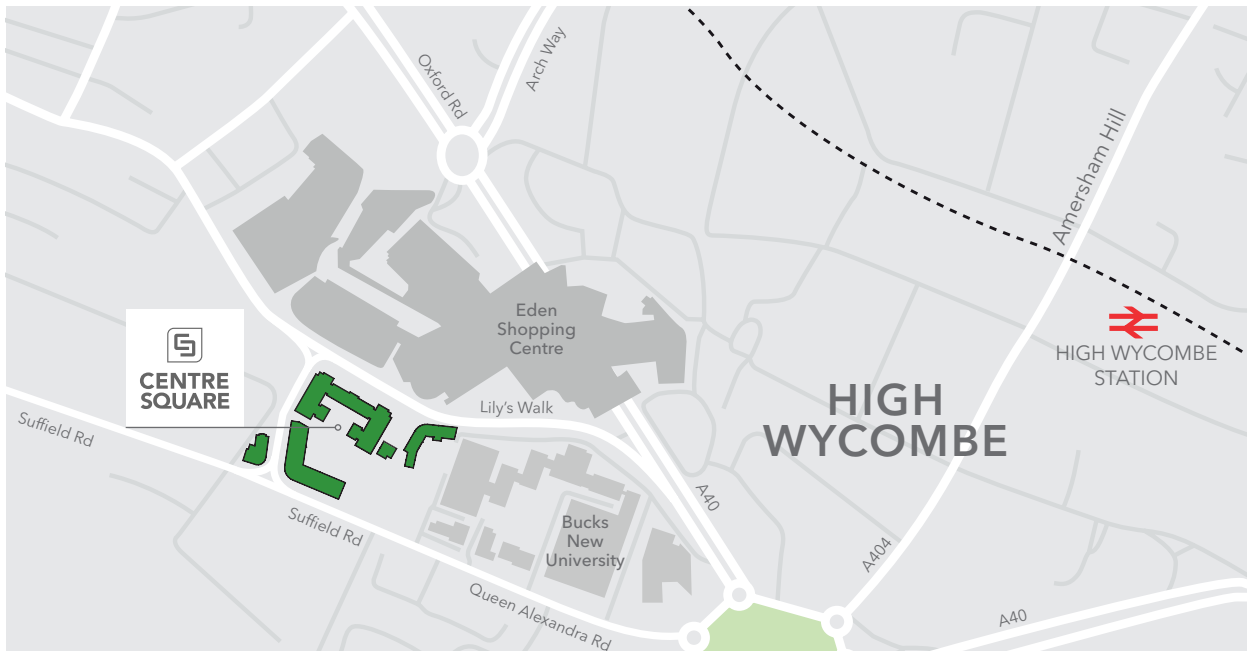 Oxford Rd
Arch Way
Amersham Hill
Eden
Shopping
Centre
HIGH WYCOMBE
STATION
CENTRE
SQUARE
HIGH
WYCOMBE
Lily's Walk
Suffield Rd
Suffield Rd
A40
Bucks
New
University
A404
Queen Alexandra Rd
A40